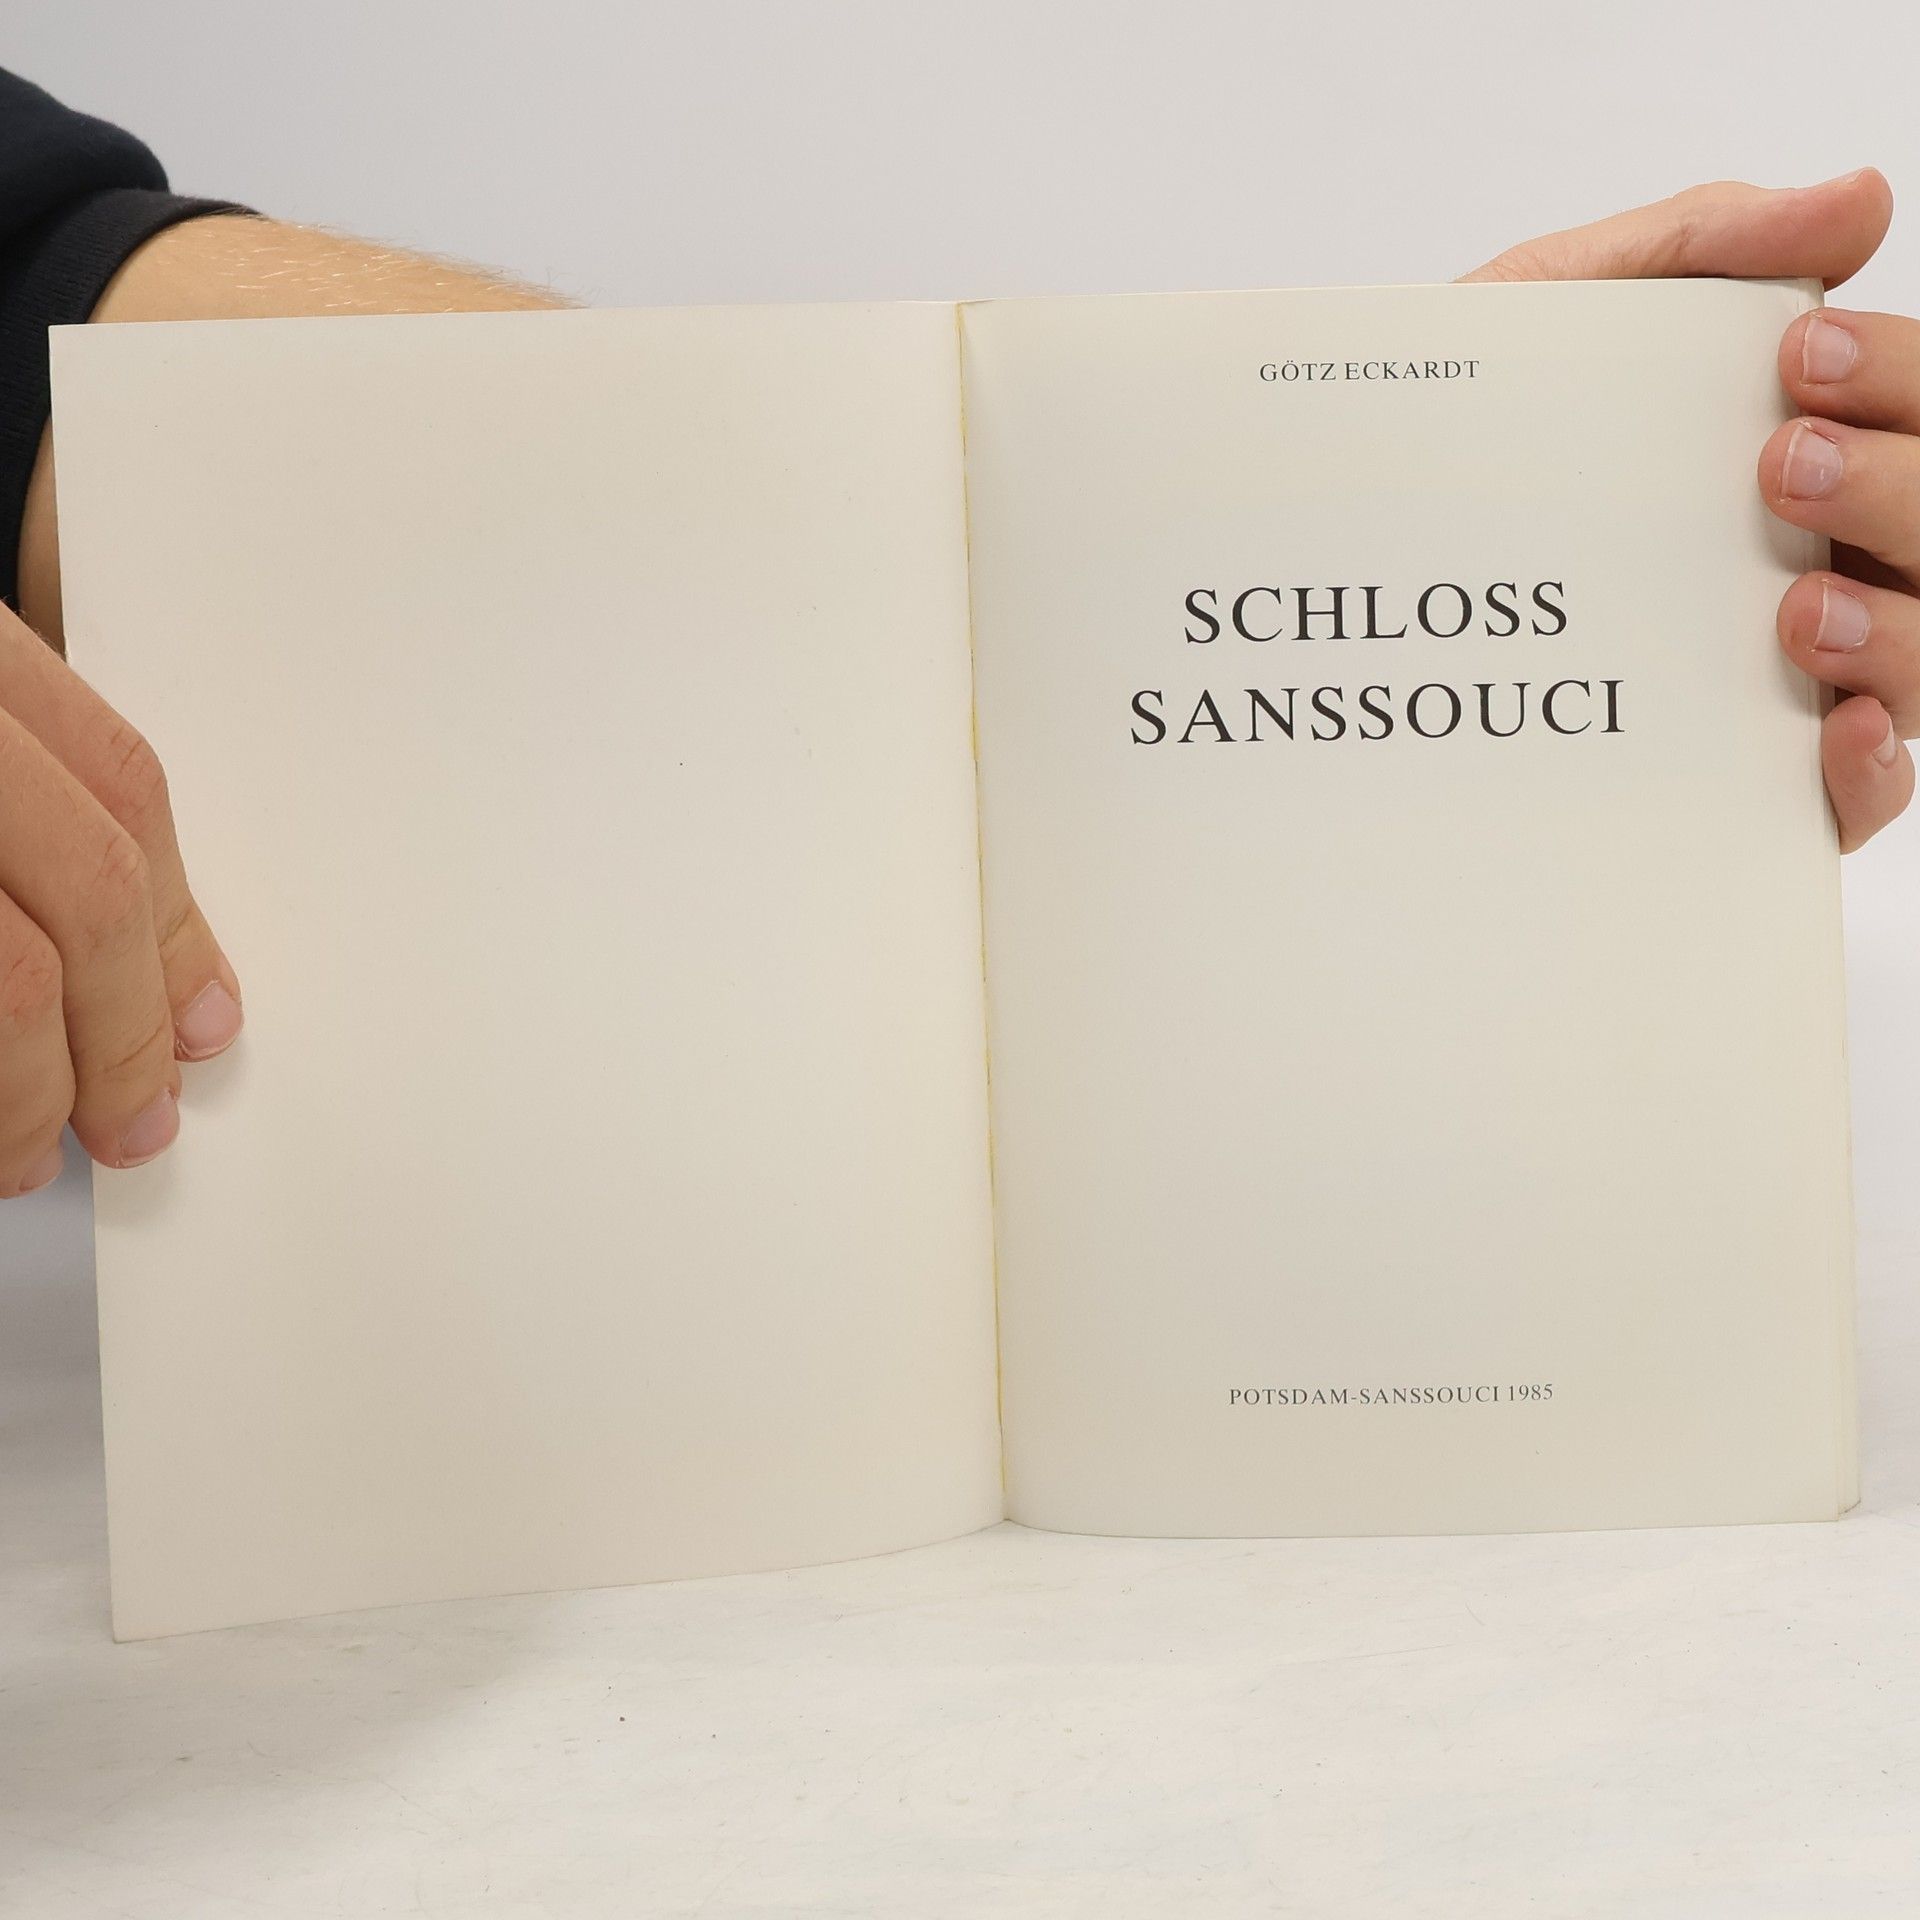 GÖTZ ECKARDT
SCHLOSS
SANSSOUCI
POTSDAM-SANSSOUCI 1985